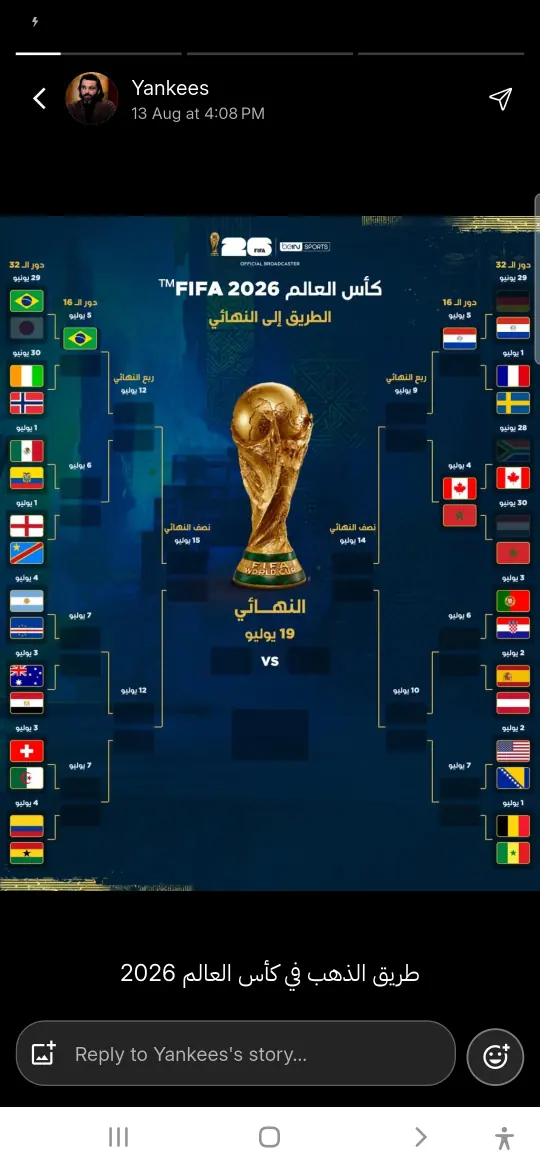 Yankees
13 Aug at 4:08 PM
26
FIFA
beIN SPORTS
OFFICIAL BROADCASTER
كأس العالم FIFA 2026™
الطريق إلى النهائي
دور الـ 32
29 يونيو
دور الـ 16
5 يوليو
30 يونيو
ربع النهائي
12 يوليو
1 يوليو
6 يوليو
1 يوليو
نصف النهائي
15 يوليو
4 يوليو
7 يوليو
3 يوليو
12 يوليو
3 يوليو
7 يوليو
4 يوليو
FIFA
WORLD CUP
النهـــائي
19 يوليو
VS
دور الـ 32
29 يونيو
دور الـ 16
5 يوليو
1 يوليو
ربع النهائي
9 يوليو
28 يونيو
4 يوليو
30 يونيو
نصف النهائي
14 يوليو
3 يوليو
6 يوليو
2 يوليو
10 يوليو
2 يوليو
7 يوليو
1 يوليو
طريق الذهب في كأس العالم 2026
Reply to Yankees's story...